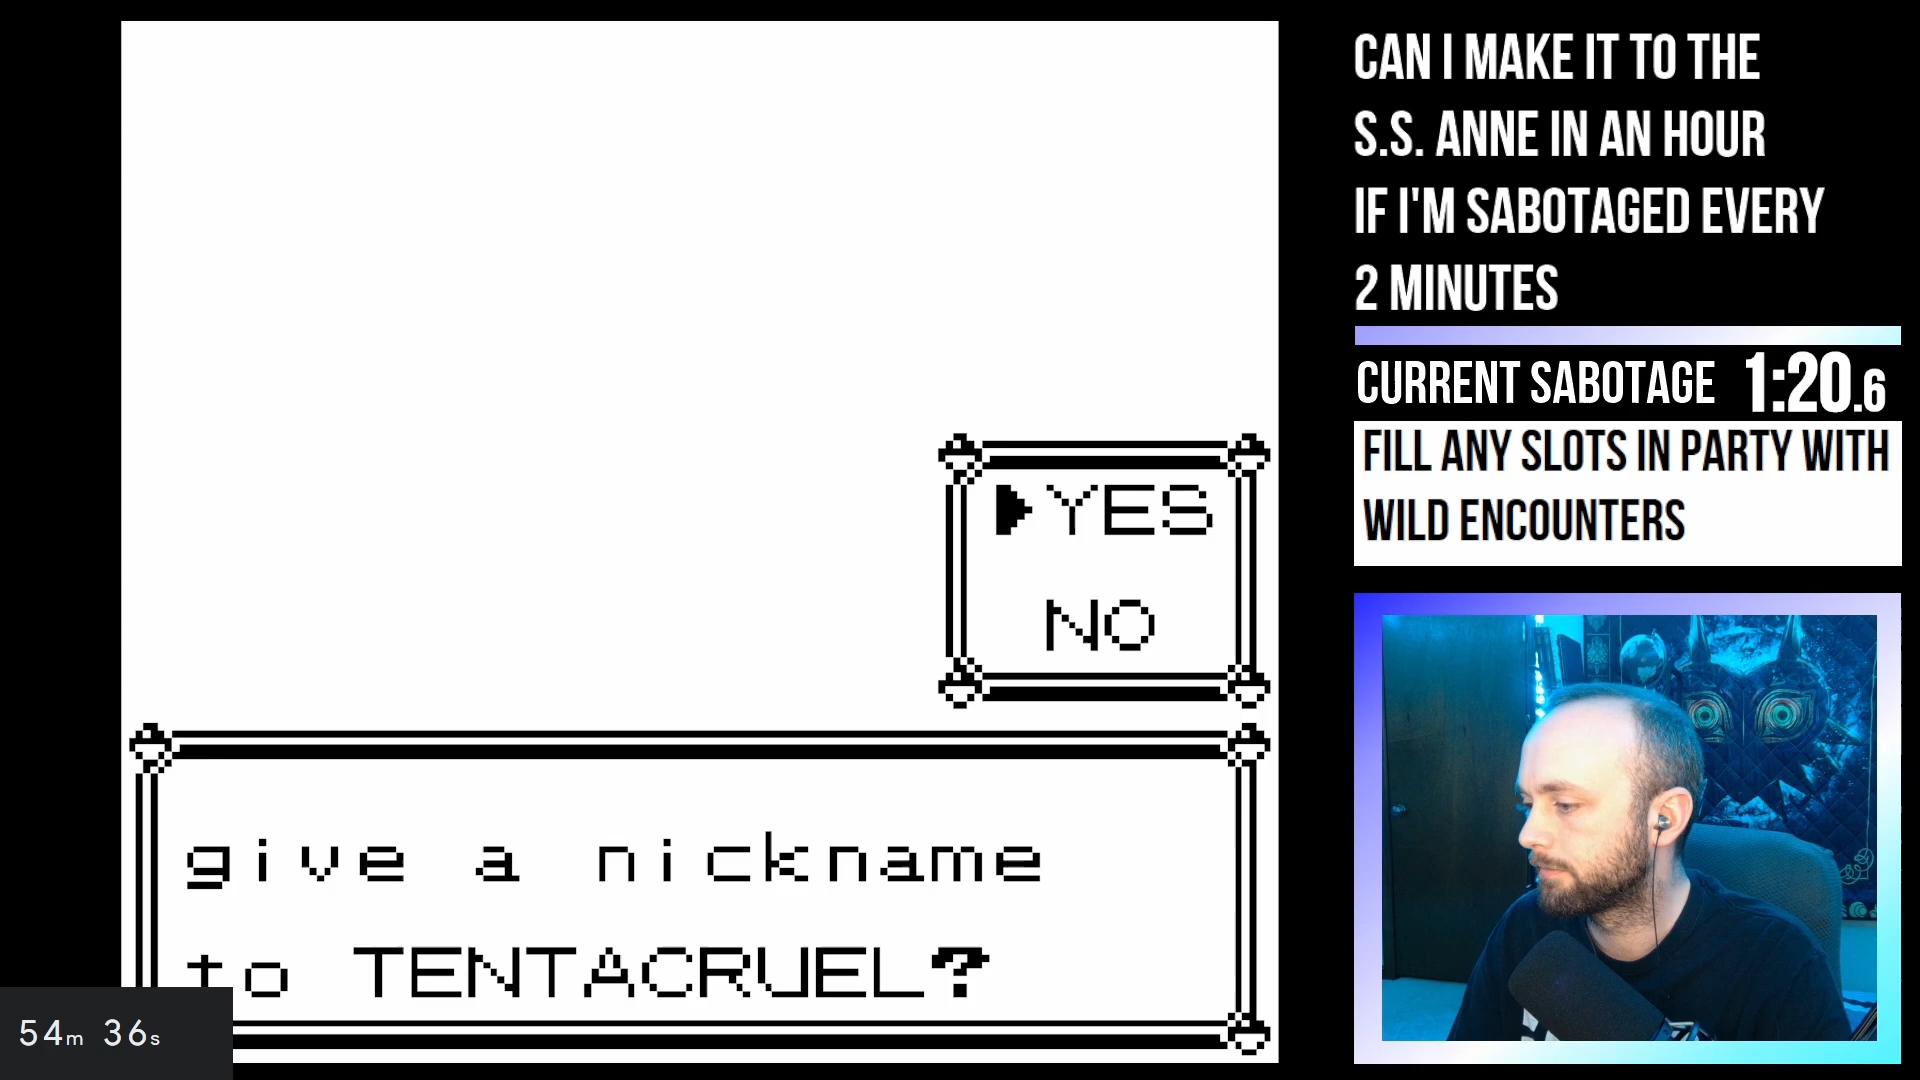 CAN I MAKE IT TO THE
S.S. ANNE IN AN HOUR
IF I'M SABOTAGED EVERY
2 MINUTES
CURRENT SABOTAGE 1:20.6
FILL ANY SLOTS IN PARTY WITH
WILD ENCOUNTERS
▶YES
NO
give a nickname
to TENTACRUEL?
54m 36s